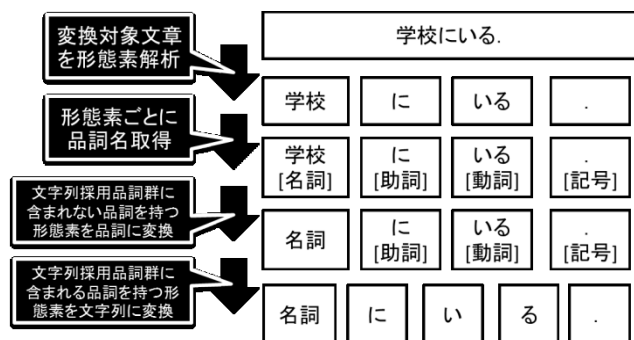 変換対象文章
を形態素解析
学校にいる.
学校 に いる .
形態素ごとに
品詞名取得
学校 に いる .
[名詞] [助詞] [動詞] [記号]
文字列採用品詞群に
含まれない品詞を持つ
形態素を品詞に変換
名詞 に いる .
[助詞] [動詞] [記号]
文字列採用品詞群に
含まれる品詞を持つ形
態素を文字列に変換
名詞 に い る .